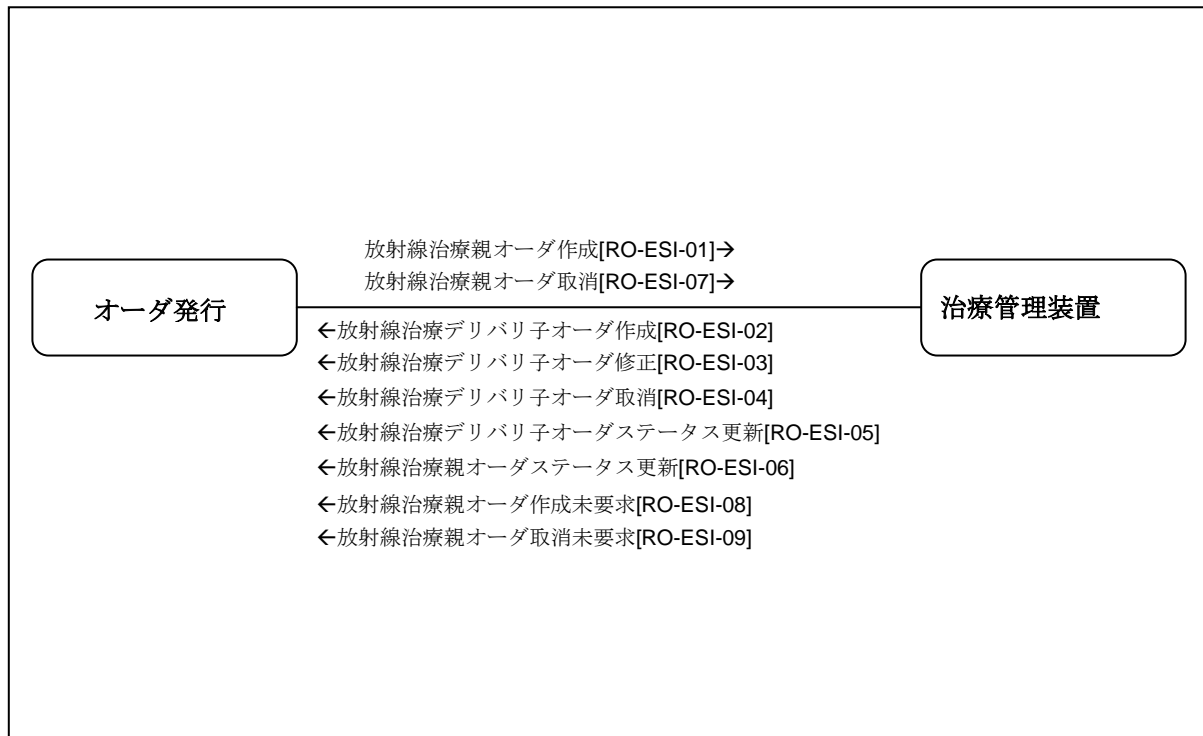 放射線治療親オーダ作成[RO-ESI-01]→
放射線治療親オーダ取消[RO-ESI-07]→
オーダ発行
治療管理装置
←放射線治療デリバリ子オーダ作成[RO-ESI-02]
←放射線治療デリバリ子オーダ修正[RO-ESI-03]
←放射線治療デリバリ子オーダ取消[RO-ESI-04]
←放射線治療デリバリ子オーダステータス更新[RO-ESI-05]
←放射線治療親オーダステータス更新[RO-ESI-06]
←放射線治療親オーダ作成未要求[RO-ESI-08]
←放射線治療親オーダ取消未要求[RO-ESI-09]